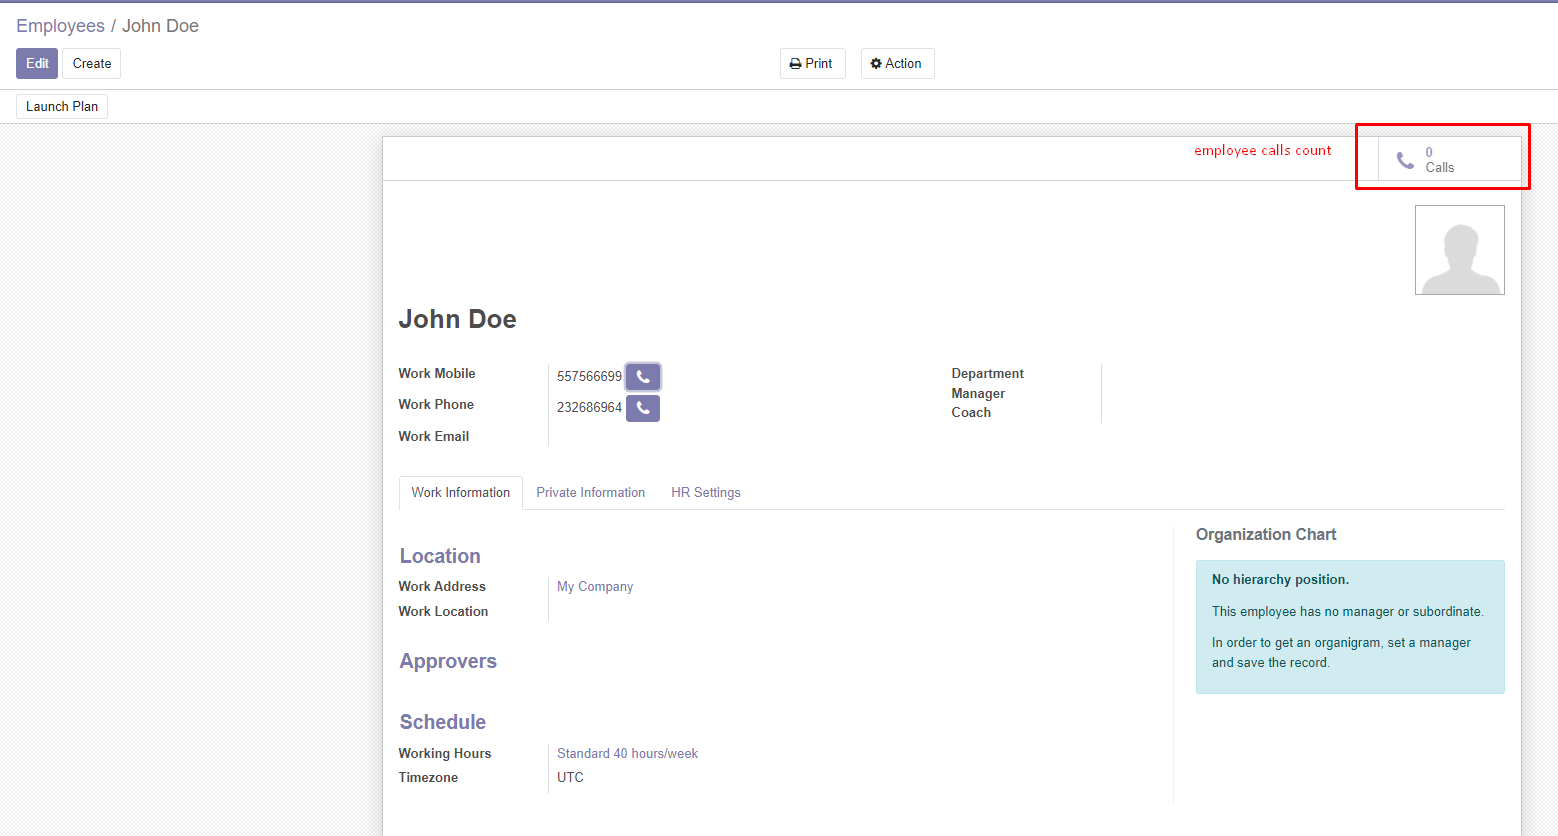 Employees / John Doe
Edit Create Print Action
Launch Plan
employee calls count
0
Calls
John Doe
Work Mobile 557566699
Work Phone 232686964
Work Email
Department
Manager
Coach
Work Information Private Information HR Settings
Location
Work Address My Company
Work Location
Approvers
Schedule
Working Hours Standard 40 hours/week
Timezone UTC
Organization Chart
No hierarchy position.
This employee has no manager or subordinate.
In order to get an organigram, set a manager
and save the record.